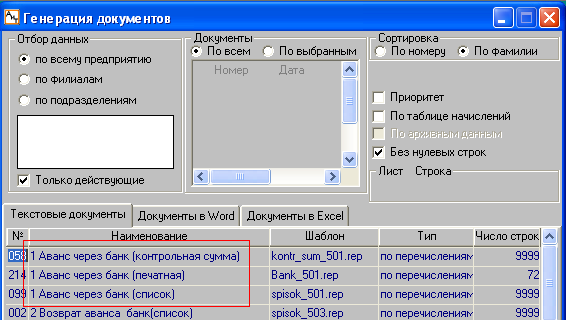 Генерация документов
Отбор данных
по всему предприятию
по филиалам
по подразделениям
Только действующие
Документы
По всем По выбранным
Номер Дата
Сортировка
По номеру По фамилии
Приоритет
По таблице начислений
По архивным данным
Без нулевых строк
Лист Строка
Текстовые документы Документы в Word Документы в Excel
№ Наименование Шаблон Тип Число строк
058 1 Аванс через банк (контрольная сумма) kontr_sum_501.rep по перечислениям 9999
214 1 Аванс через банк (печатная) Bank_501.rep по перечислениям 72
099 1 Аванс через банк (список) spisok_501.rep по перечислениям 9999
002 2 Возврат аванса банк(список) spisok_503.rep по перечислениям 9999